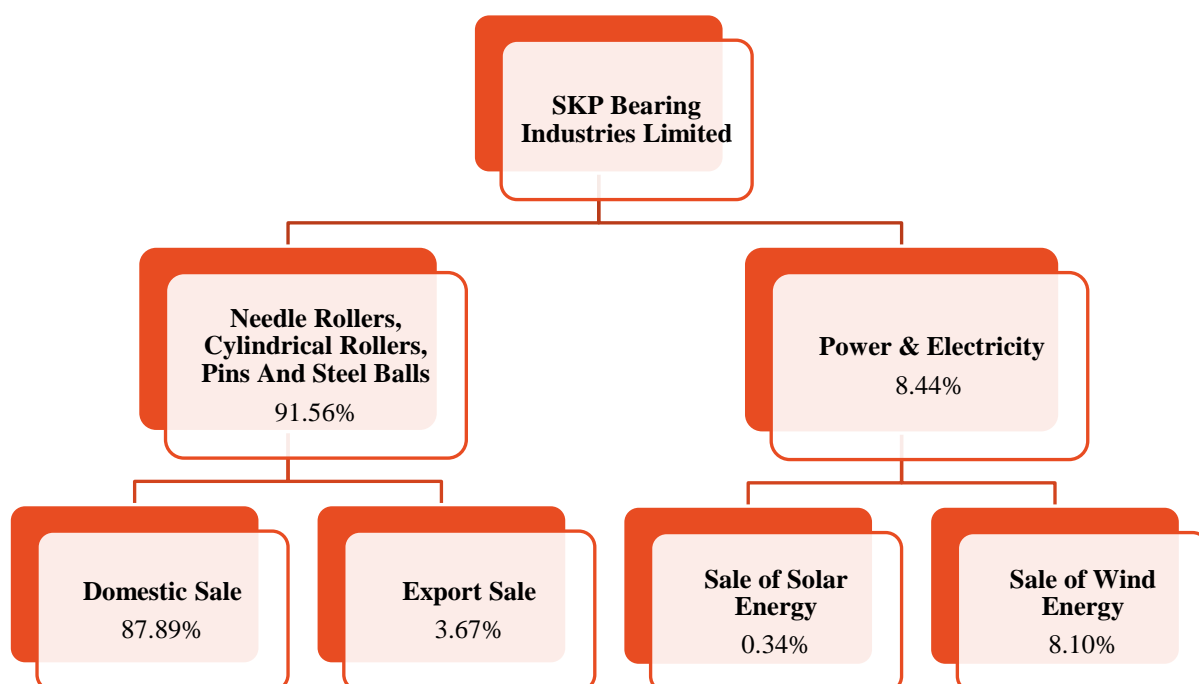 SKP Bearing
Industries Limited
Needle Rollers,
Cylindrical Rollers,
Pins And Steel Balls
91.56%
Power & Electricity
8.44%
Domestic Sale
87.89%
Export Sale
3.67%
Sale of Solar
Energy
0.34%
Sale of Wind
Energy
8.10%